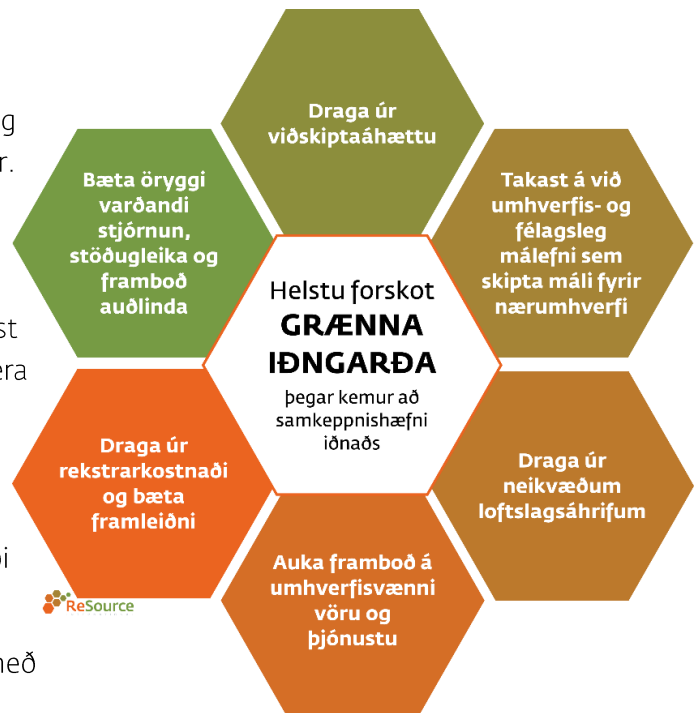 Draga úr
viðskiptaáhættu
Takast á við
umhverfis- og
félagsleg
málefni sem
skipta máli fyrir
nærumhverfi
Draga úr
neikvæðum
loftslagsáhrifum
Auka framboð á
umhverfisvænni
vöru og
þjónustu
Draga úr
rekstrarkostnaði
og bæta
framleiðni
Bæta öryggi
varðandi
stjórnun,
stöðugleika og
framboð
auðlinda
Helstu forskot
GRÆNNA
IÐNGARÐA
þegar kemur að
samkeppnishæfni
iðnaðs
ReSource